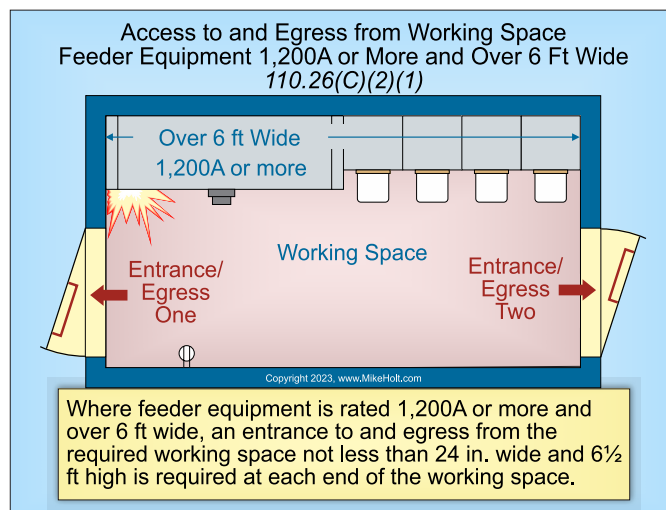 Access to and Egress from Working Space
Feeder Equipment 1,200A or More and Over 6 Ft Wide
110.26(C)(2)(1)
Over 6 ft Wide
1,200A or more
Working Space
Entrance/
Egress
One
Entrance/
Egress
Two
Copyright 2023, www.MikeHolt.com
Where feeder equipment is rated 1,200A or more and
over 6 ft wide, an entrance to and egress from the
required working space not less than 24 in. wide and 6½
ft high is required at each end of the working space.